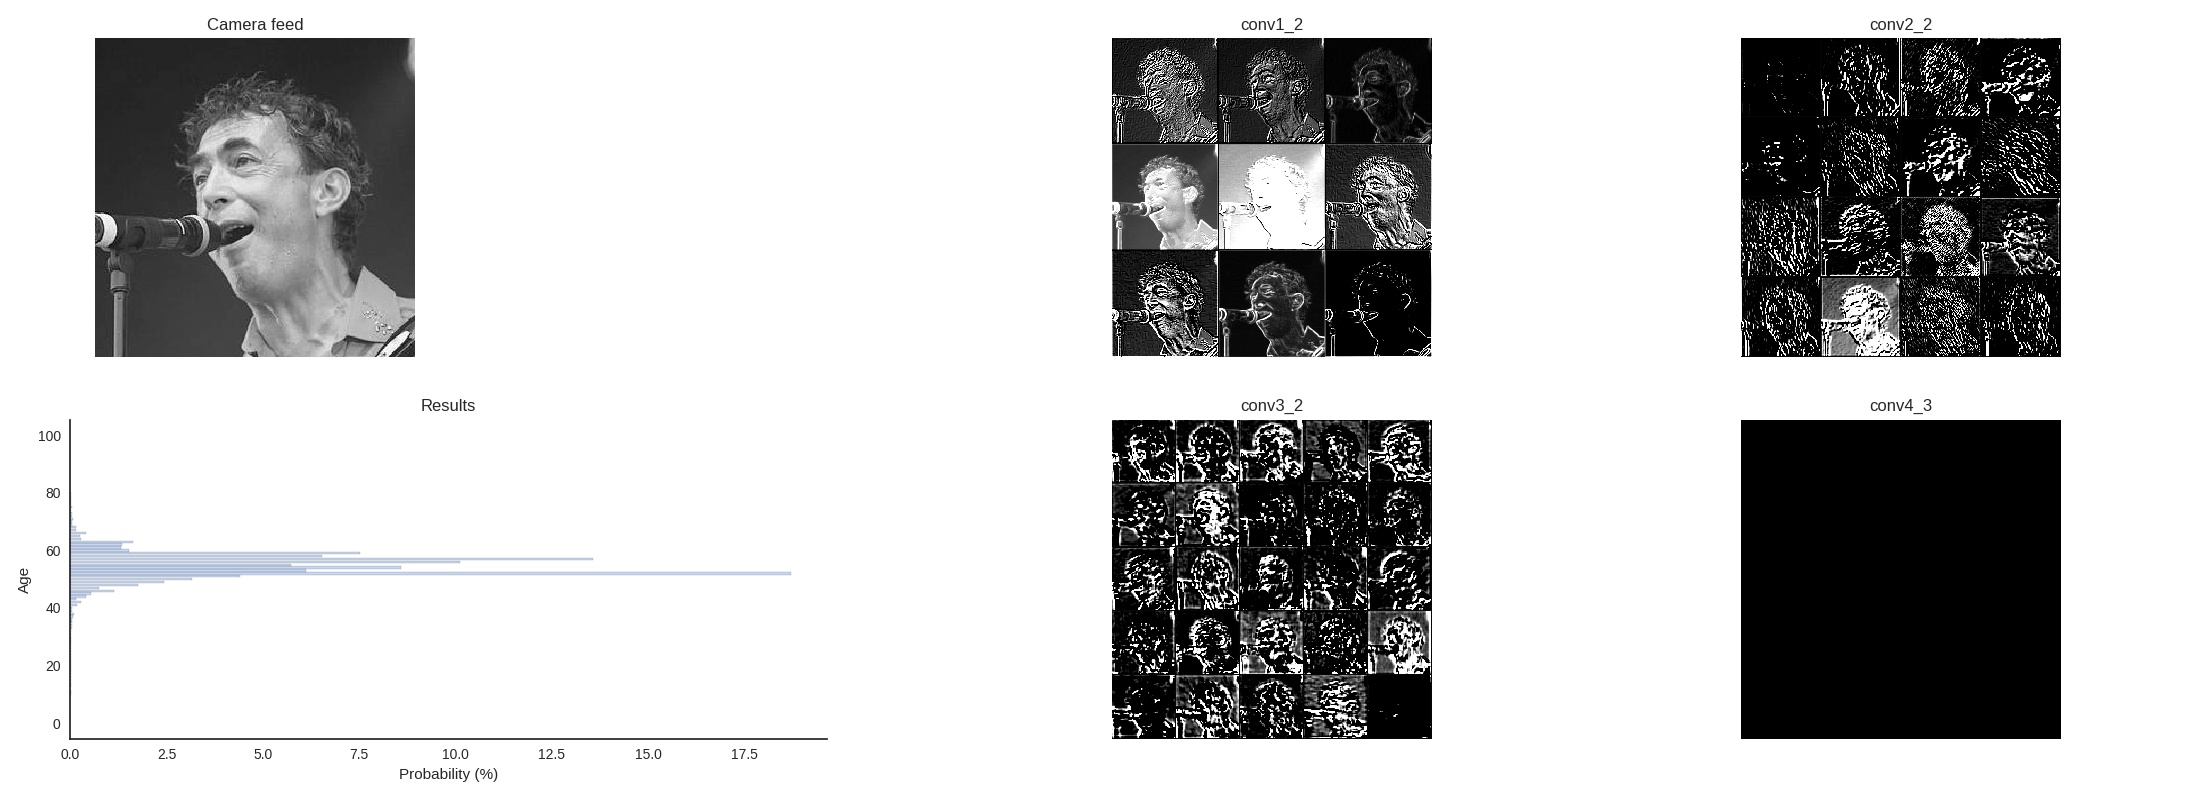 Camera feed
conv1_2
conv2_2
Results
100
80
60
40
20
0
Age
0.0 2.5 5.0 7.5 10.0 12.5 15.0 17.5
Probability (%)
conv3_2
conv4_3